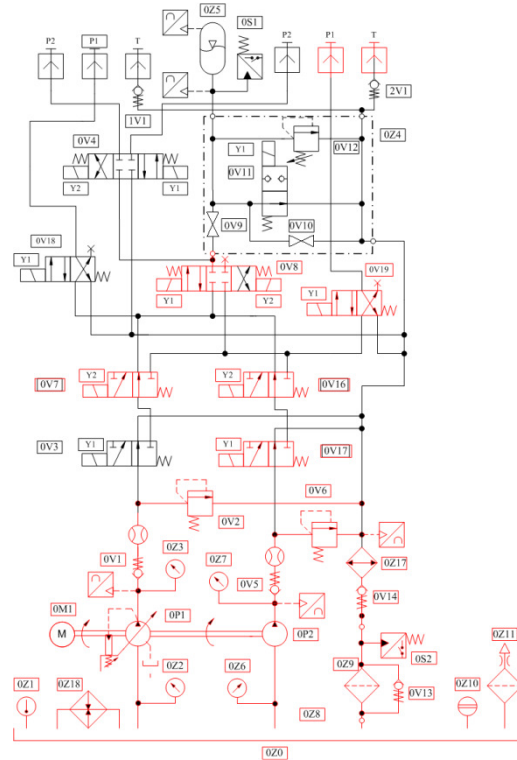 0Z5
0S1
P2
P1
T
P2
P1
T
1V1
2V1
0Z4
0V4
Y1
0V12
0V11
Y2
Y1
0V9
0V10
0V18
0V8
0V19
Y1
Y1
Y2
Y1
0V7
Y2
Y2
0V16
0V3
Y1
Y1
0V17
0V6
0V2
0V1
0Z3
0Z7
0V5
0Z17
0V14
0M1
0P1
M
0P2
0S2
0Z11
0Z1
0Z18
0Z2
0Z6
0Z9
0V13
0Z10
0Z8
0Z0